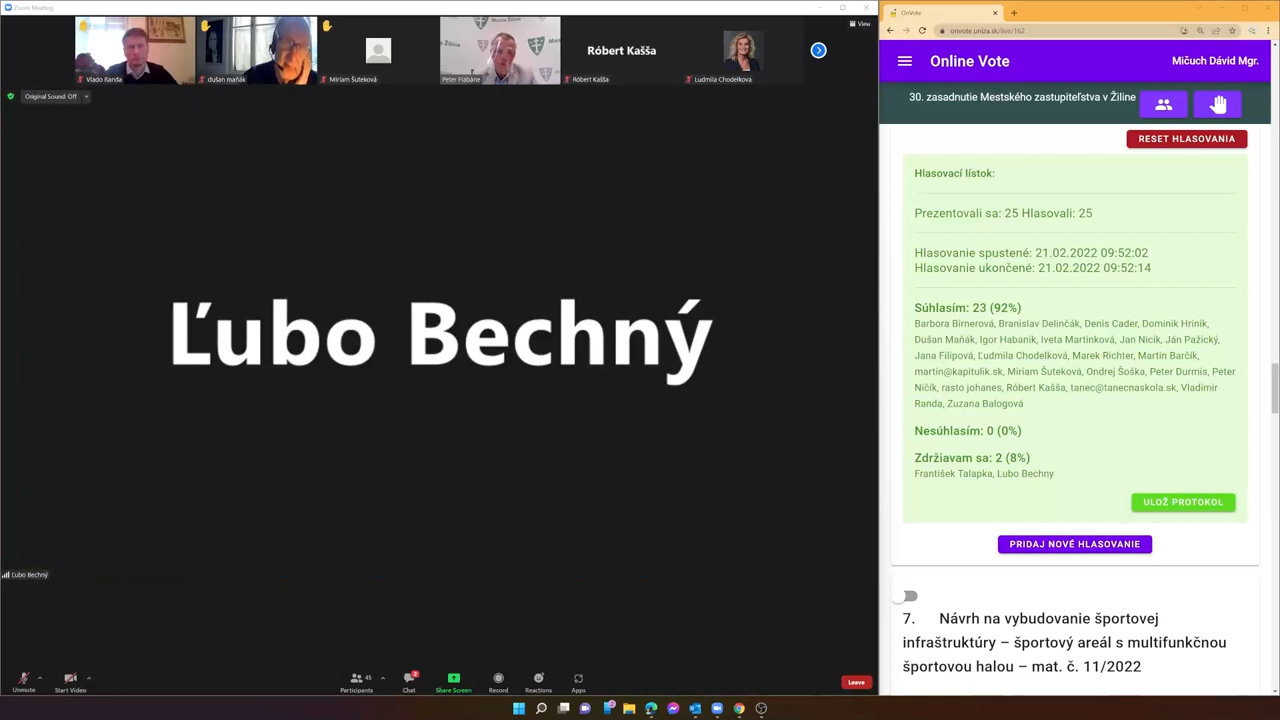 Zoom Meeting
View
Vlado Randa
dušan maňák
Miriam Šuteková
Peter Fiabáne
Róbert Kašša
Róbert Kašša
Ludmila Chodelkova
Original Sound: Off
Ľubo Bechný
Ľubo Bechný
Unmute
Start Video
45
Participants
2
Chat
Share Screen
Record
Reactions
Apps
Leave
OnVote
onvote.uniza.sk/live/162
Online Vote
Mičuch Dávid Mgr.
30. zasadnutie Mestského zastupiteľstva v Žiline
RESET HLASOVANIA
Hlasovací lístok:
Prezentovali sa: 25 Hlasovali: 25
Hlasovanie spustené: 21.02.2022 09:52:02
Hlasovanie ukončené: 21.02.2022 09:52:14
Súhlasím: 23 (92%)
Barbora Birnerová, Branislav Delinčák, Denis Cader, Dominik Hriník,
Dušan Maňák, Igor Habaník, Iveta Martinková, Jan Nicík, Ján Pažický,
Jana Filipová, Ľudmila Chodelková, Marek Richter, Martin Barčík,
martin@kapitulik.sk, Miriam Šuteková, Ondrej Šoška, Peter Durmis, Peter
Ničík, rasto johanes, Róbert Kašša, tanec@tanecnaskola.sk, Vladimir
Randa, Zuzana Balogová
Nesúhlasím: 0 (0%)
Zdržiavam sa: 2 (8%)
František Talapka, Lubo Bechny
ULOŽ PROTOKOL
PRIDAJ NOVÉ HLASOVANIE
7. Návrh na vybudovanie športovej
infraštruktúry – športový areál s multifunkčnou
športovou halou – mat. č. 11/2022